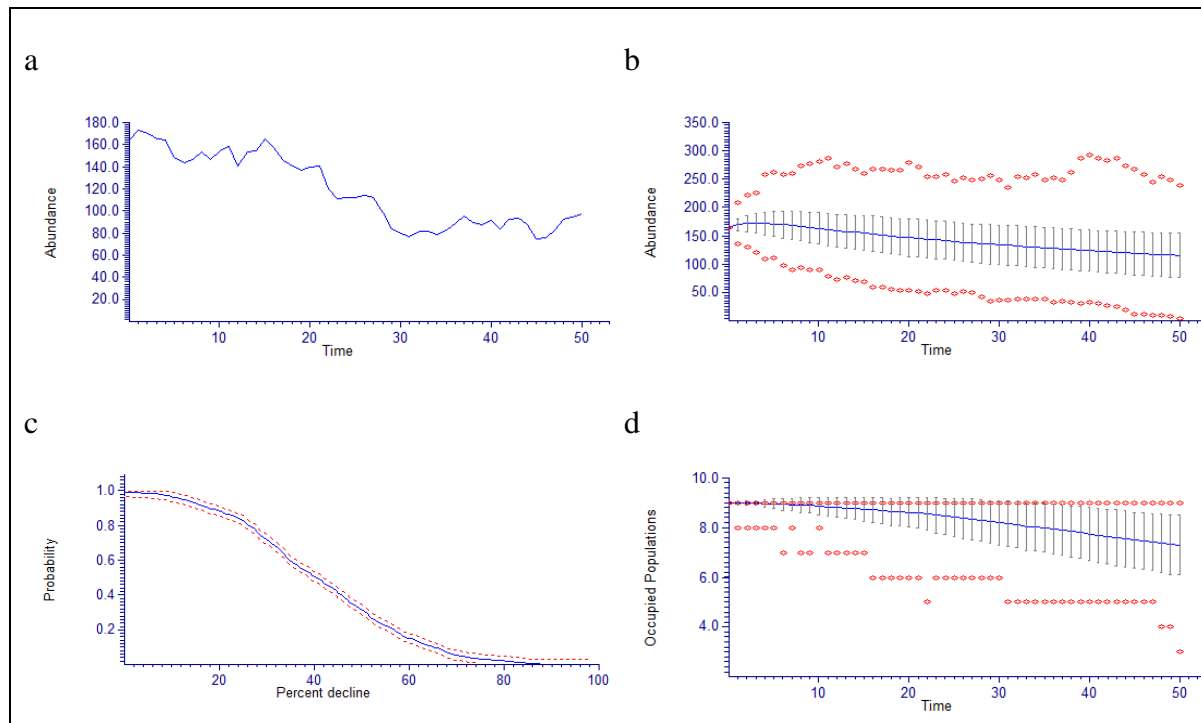 a
180.0
160.0
140.0
120.0
100.0
80.0
60.0
40.0
20.0
Abundance
10 20 30 40 50
Time
b
350.0
300.0
250.0
200.0
150.0
100.0
50.0
Abundance
10 20 30 40 50
Time
c
1.0
0.8
0.6
0.4
0.2
Probability
20 40 60 80 100
Percent decline
d
10.0
8.0
6.0
4.0
Occupied Populations
10 20 30 40 50
Time